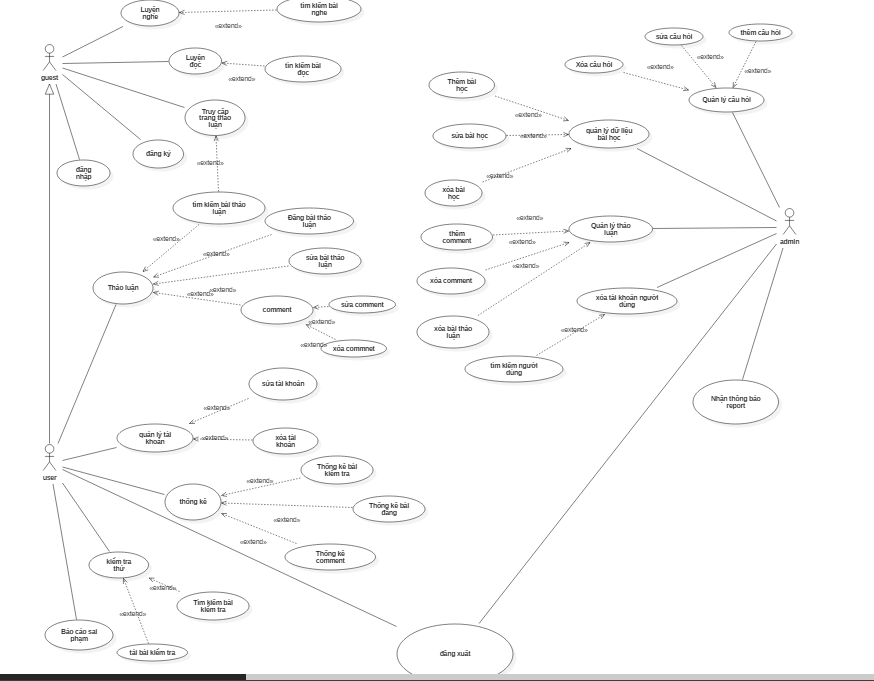 Luyện
nghe
tìm kiếm bài
nghe
«extend»
Luyện
đọc
tin kiếm bài
đọc
«extend»
guest
Truy cập
trang thảo
luận
đăng ký
đăng
nhập
«extend»
tìm kiếm bài thảo
luận
Đăng bài thảo
luận
«extend»
«extend»
sửa bài thảo
luận
Thảo luận
«extend»
«extend»
comment
sửa comment
«extend»
«extend»
xóa commnet
sửa tài khoản
«extend»
quản lý tài
khoản
«extend»
xóa tài
khoản
user
Thống kê bài
kiểm tra
«extend»
thống kê
Thống kê bài
đăng
«extend»
«extend»
Thống kê
comment
kiểm tra
thử
«extend»
Tìm kiếm bài
kiểm tra
«extend»
Báo cáo sai
phạm
tải bài kiểm tra
đăng xuất
sửa câu hỏi
thêm câu hỏi
Xóa câu hỏi
«extend»
«extend»
«extend»
Quản lý câu hỏi
Thêm bài
học
«extend»
sửa bài học
«extend»
quản lý dữ liệu
bài học
xóa bài
học
«extend»
thêm
comment
«extend»
«extend»
Quản lý thảo
luận
admin
xóa comment
«extend»
xóa bài thảo
luận
xóa tài khoản người
dùng
«extend»
tìm kiếm người
dùng
Nhận thông báo
report